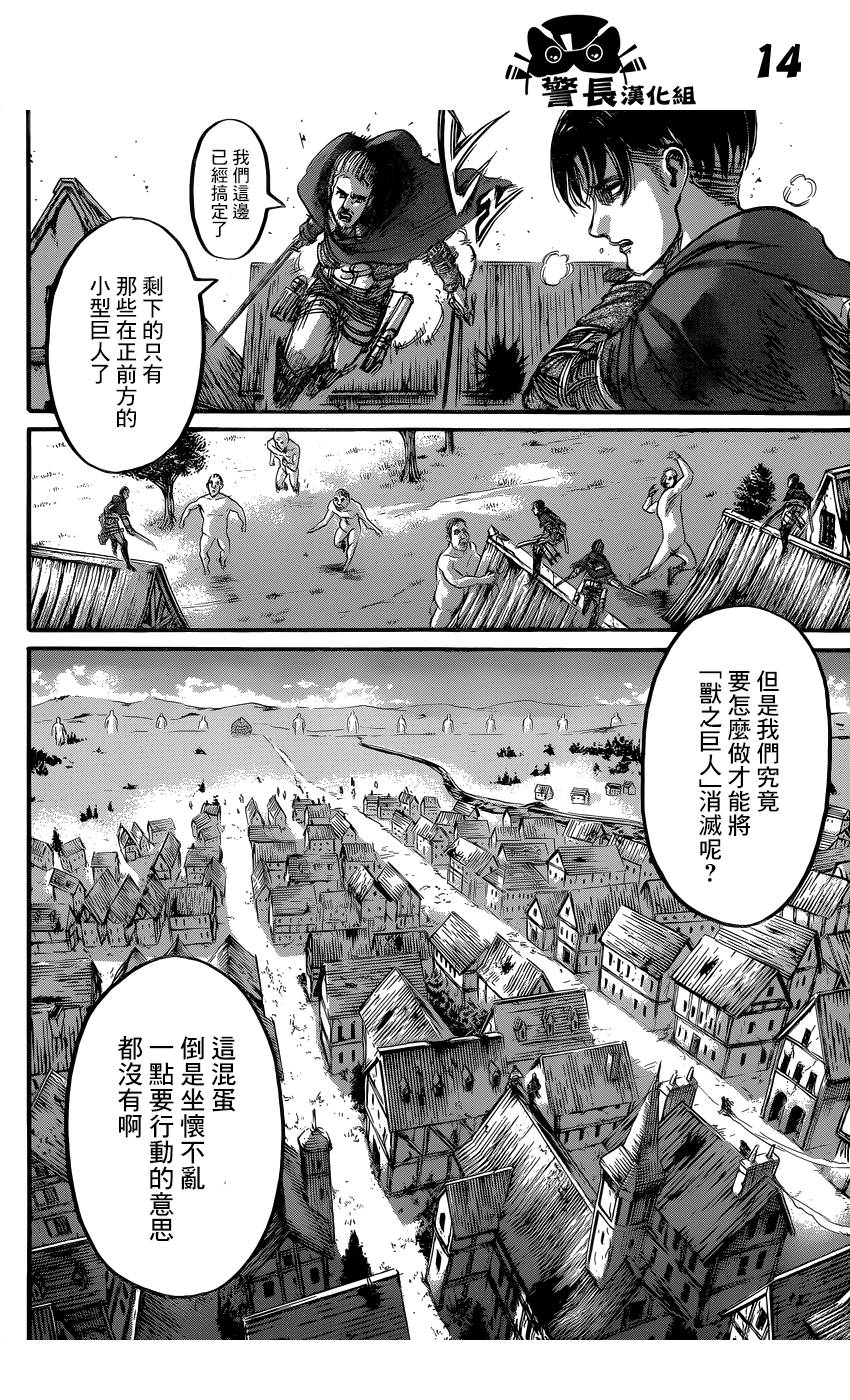 警長漢化組
14
我們這邊
已經搞定了
剩下的只有
那些在正前方的
小型巨人了
但是我們究竟
要怎麼做才能將
「獸之巨人」消滅呢?
這混蛋
倒是坐懷不亂
一點要行動的意思
都沒有啊